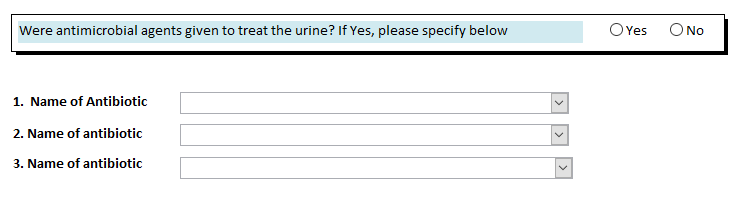 Were antimicrobial agents given to treat the urine? If Yes, please specify below Yes No
1. Name of Antibiotic
2. Name of antibiotic
3. Name of antibiotic